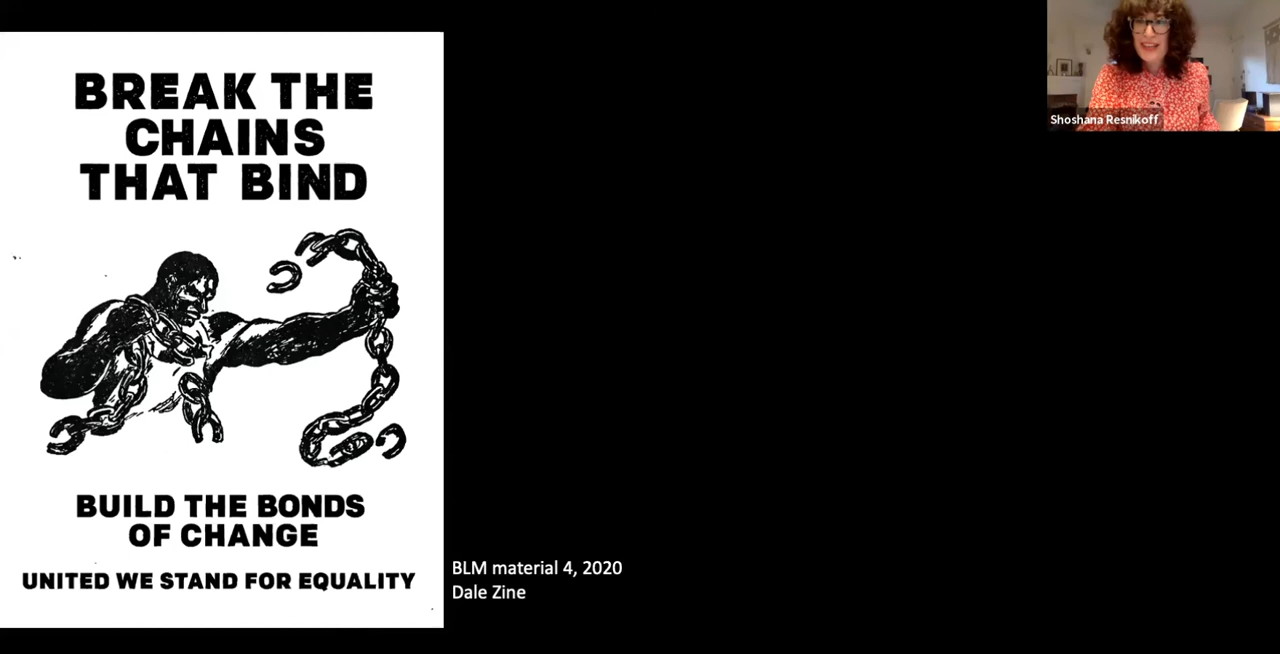 BREAK THE
CHAINS
THAT BIND
BUILD THE BONDS
OF CHANGE
UNITED WE STAND FOR EQUALITY
BLM material 4, 2020
Dale Zine
Shoshana Resnikoff